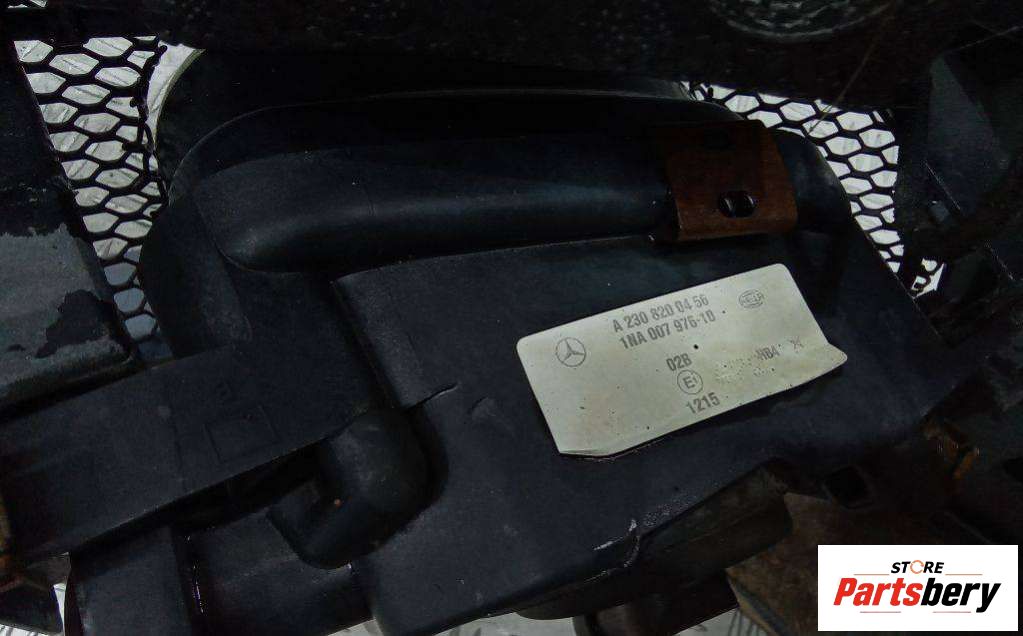 A 230 820 04 56
1NA 007 976-10
HELLA
02B
E1
1215
STORE
Partsbery